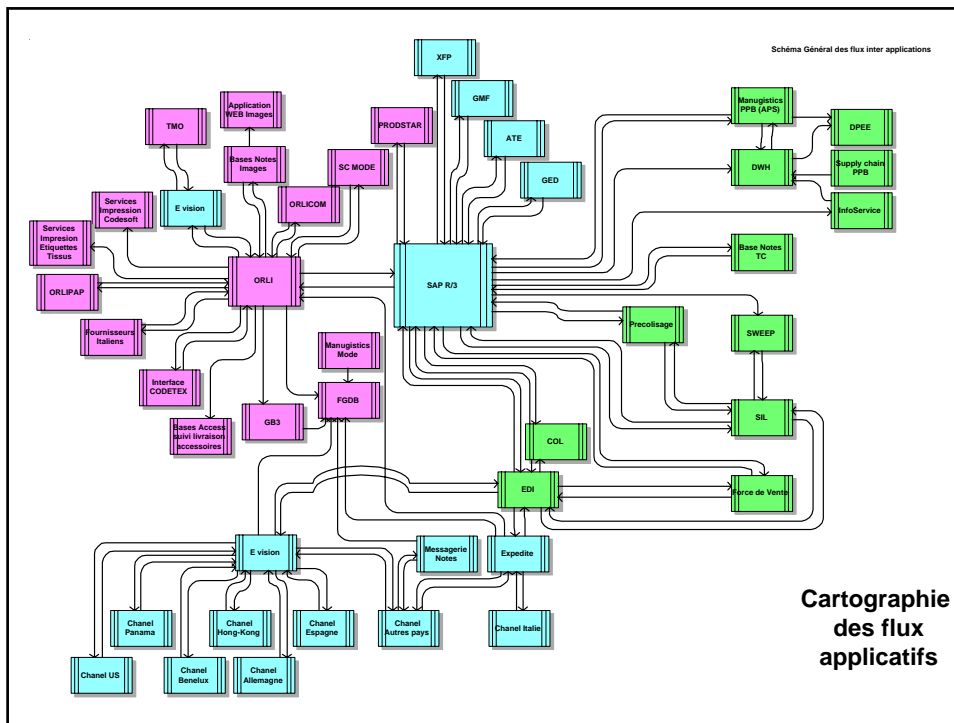 Schéma Général des flux inter applications
XFP
GMF
ATE
GED
PRODSTAR
Application
WEB Images
TMO
Bases Notes
Images
SC MODE
ORLICOM
E vision
Services
Impression
Codesoft
Services
Impresion
Etiquettes
Tissus
ORLIPAP
ORLI
SAP R/3
Manugistics
PPB (APS)
DPEE
DWH
Supply chain
PPB
InfoService
Base Notes
TC
Fournisseurs
Italiens
Precolisage
SWEEP
Manugistics
Mode
Interface
CODETEX
FGDB
Bases Access
suivi livraison
accessoires
GB3
SIL
COL
EDI
Force de Vente
E vision
Messagerie
Notes
Expedite
Chanel
Panama
Chanel
Hong-Kong
Chanel
Espagne
Chanel
Autres pays
Chanel Italie
Chanel US
Chanel
Benelux
Chanel
Allemagne
Cartographie
des flux
applicatifs